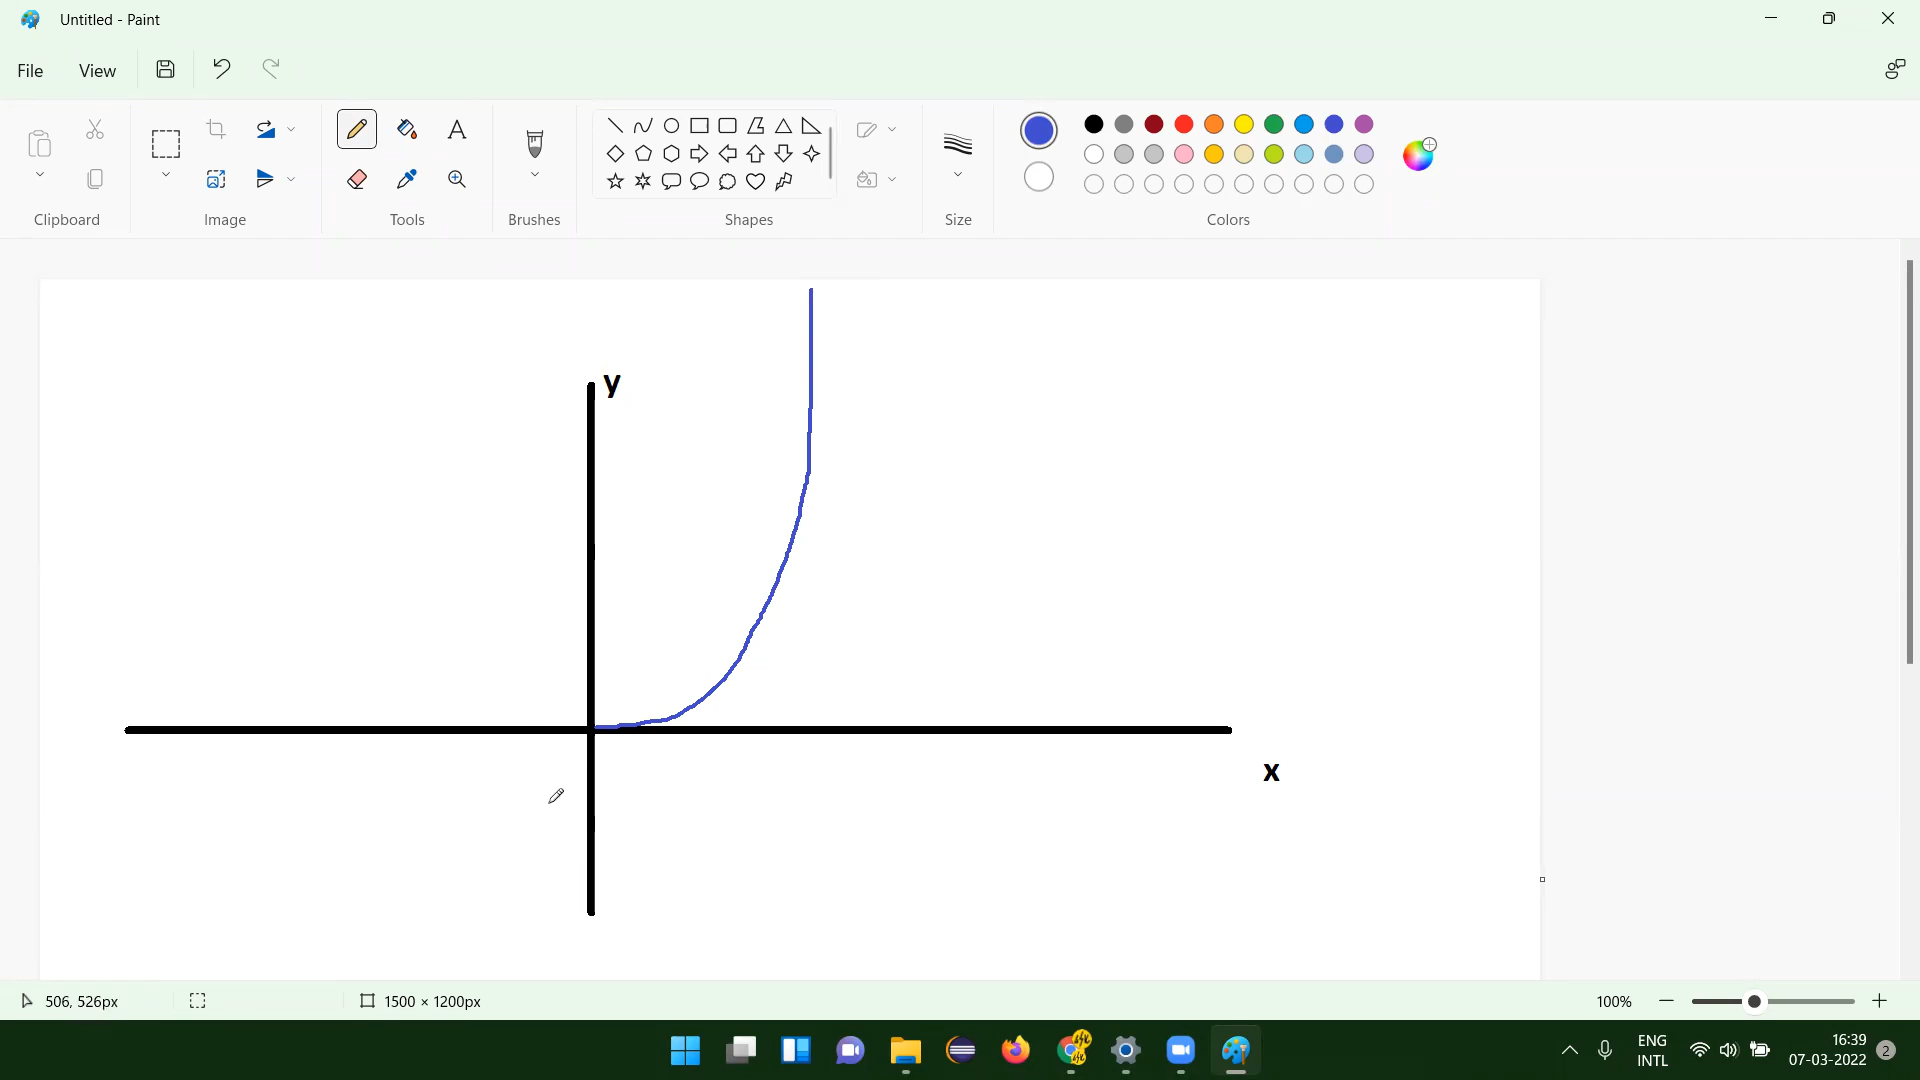 Untitled - Paint
File View
Clipboard Image Tools Brushes Shapes Size Colors
y
x
506, 526px 1500 × 1200px 100%
ENG 16:39
INTL 07-03-2022 2